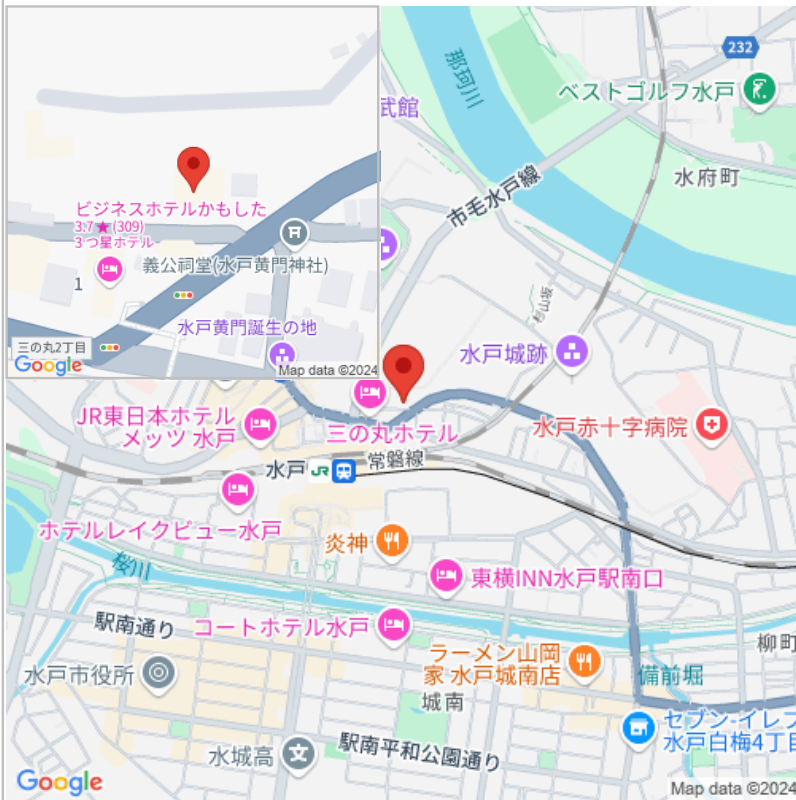 ビジネスホテルかもした
3.7★(309)
3つ星ホテル
1
義公祠堂(水戸黄門神社)
水戸黄門誕生の地
三の丸2丁目
Google
Map data ©2024
武館
那珂川
232
ベストゴルフ水戸
水府町
市毛水戸線
杉山坂
水戸城跡
JR東日本ホテル
メッツ 水戸
三の丸ホテル
水戸赤十字病院
水戸
JR
常磐線
ホテルレイクビュー水戸
炎神
東横INN水戸駅南口
桜川
駅南通り
コートホテル水戸
柳町
水戸市役所
ラーメン山岡
家 水戸城南店
備前堀
城南
セブン-イレブ
水戸白梅4丁目
水城高
駅南平和公園通り
Google
Map data ©2024